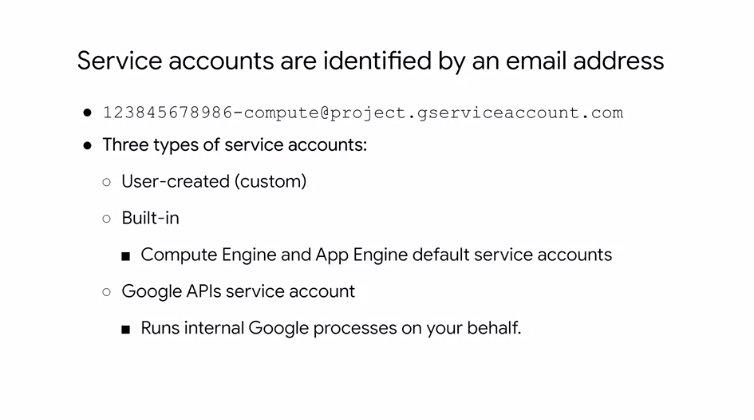 Service accounts are identified by an email address
● 123845678986-compute@project.gserviceaccount.com
● Three types of service accounts:
○ User-created (custom)
○ Built-in
■ Compute Engine and App Engine default service accounts
○ Google APIs service account
■ Runs internal Google processes on your behalf.